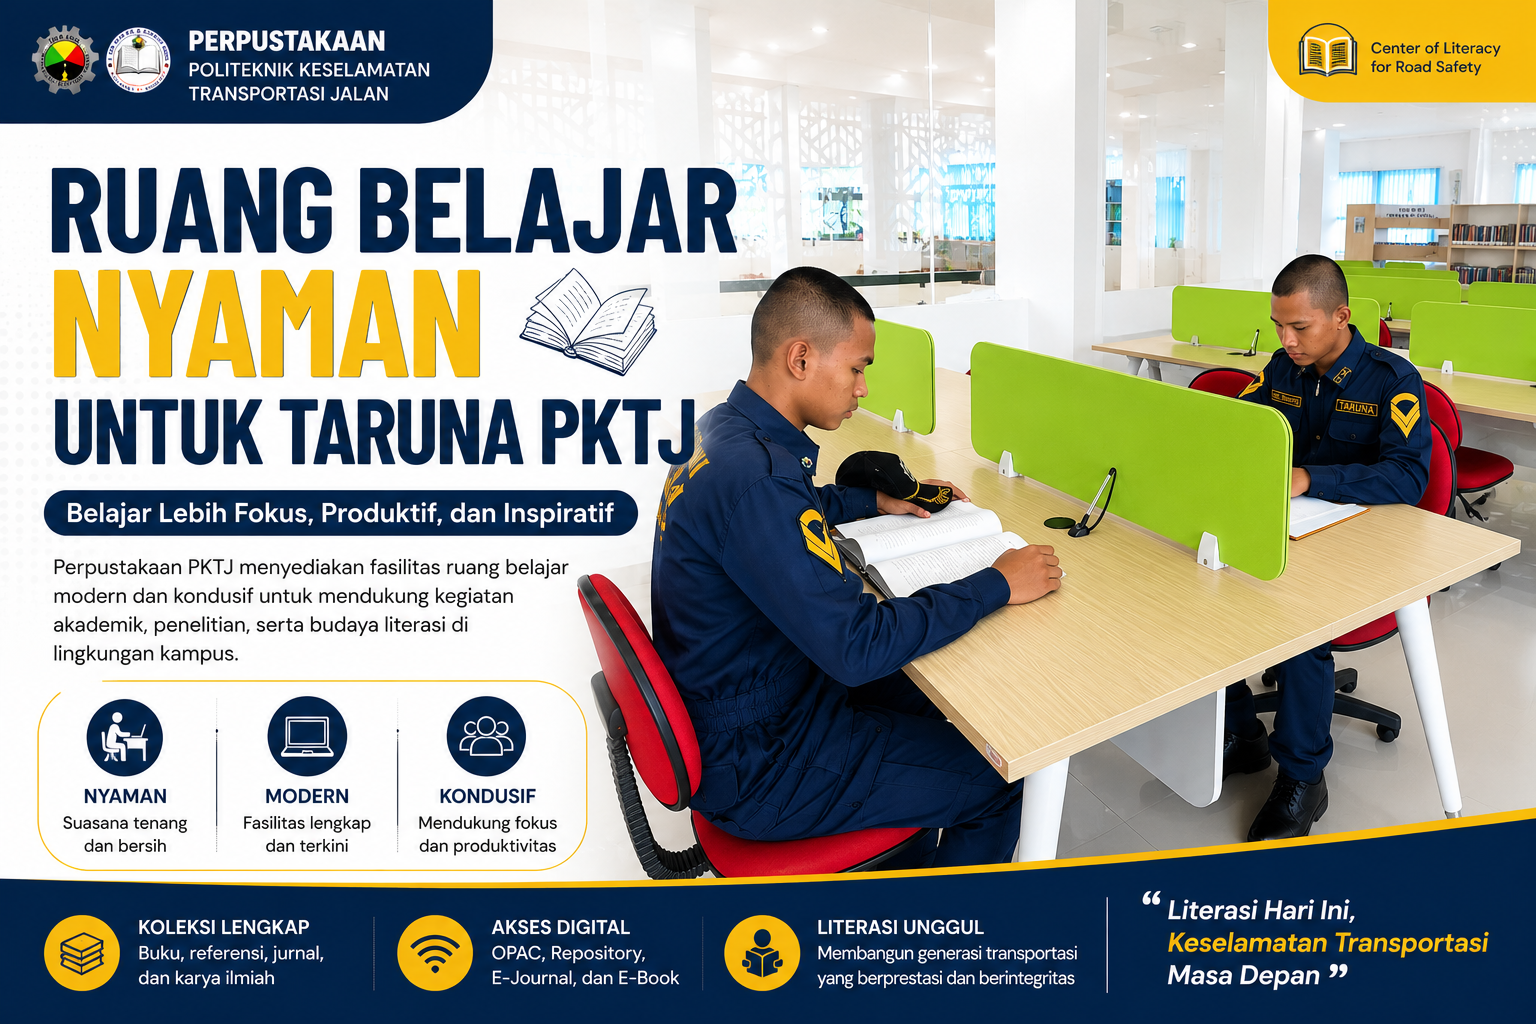 PERPUSTAKAAN
POLITEKNIK KESELAMATAN
TRANSPORTASI JALAN
Center of Literacy
for Road Safety
RUANG BELAJAR
NYAMAN
UNTUK TARUNA PKTJ
Belajar Lebih Fokus, Produktif, dan Inspiratif
Perpustakaan PKTJ menyediakan fasilitas ruang belajar
modern dan kondusif untuk mendukung kegiatan
akademik, penelitian, serta budaya literasi di
lingkungan kampus.
NYAMAN
Suasana tenang
dan bersih
MODERN
Fasilitas lengkap
dan terkini
KONDUSIF
Mendukung fokus
dan produktivitas
TARUNA
KOLEKSI LENGKAP
Buku, referensi, jurnal,
dan karya ilmiah
AKSES DIGITAL
OPAC, Repository,
E-Journal, dan E-Book
LITERASI UNGGUL
Membangun generasi transportasi
yang berprestasi dan berintegritas
“ Literasi Hari Ini,
Keselamatan Transportasi
Masa Depan ”